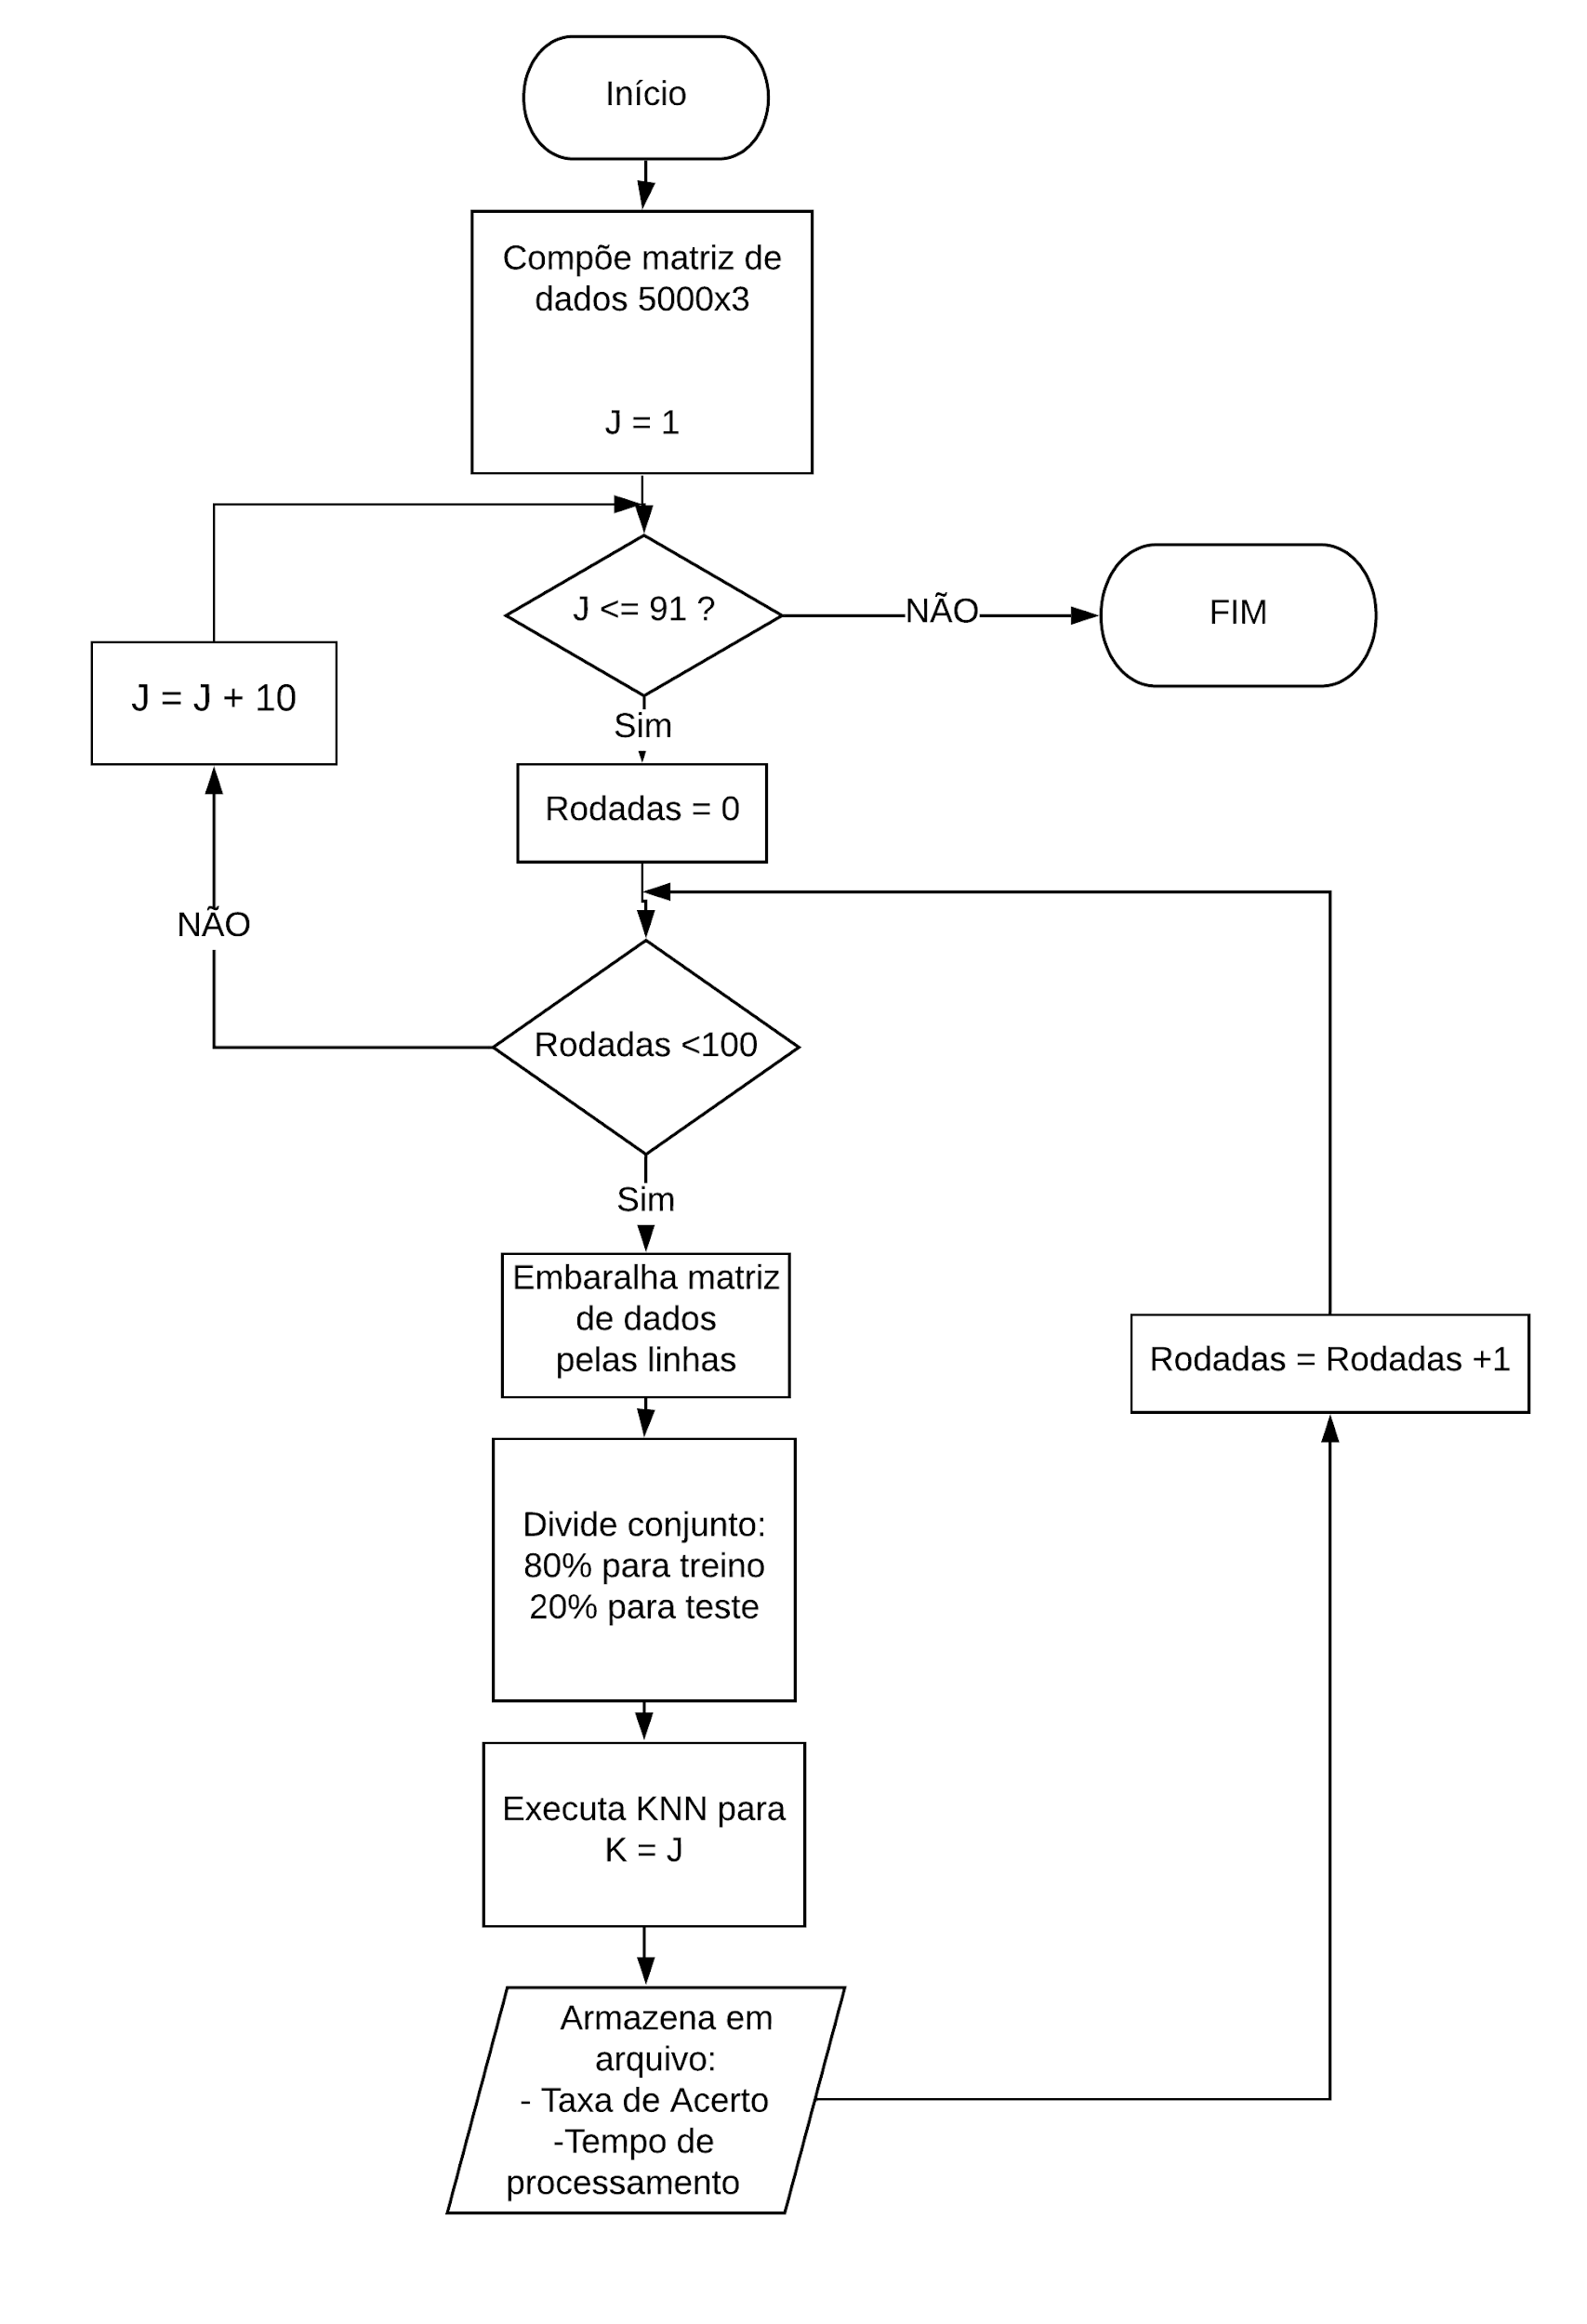 Início
Compõe matriz de
dados 5000x3
J = 1
J <= 91 ?
NÃO
FIM
J = J + 10
Sim
Rodadas = 0
NÃO
Rodadas <100
Sim
Embaralha matriz
de dados
pelas linhas
Rodadas = Rodadas +1
Divide conjunto:
80% para treino
20% para teste
Executa KNN para
K = J
Armazena em
arquivo:
- Taxa de Acerto
-Tempo de
processamento